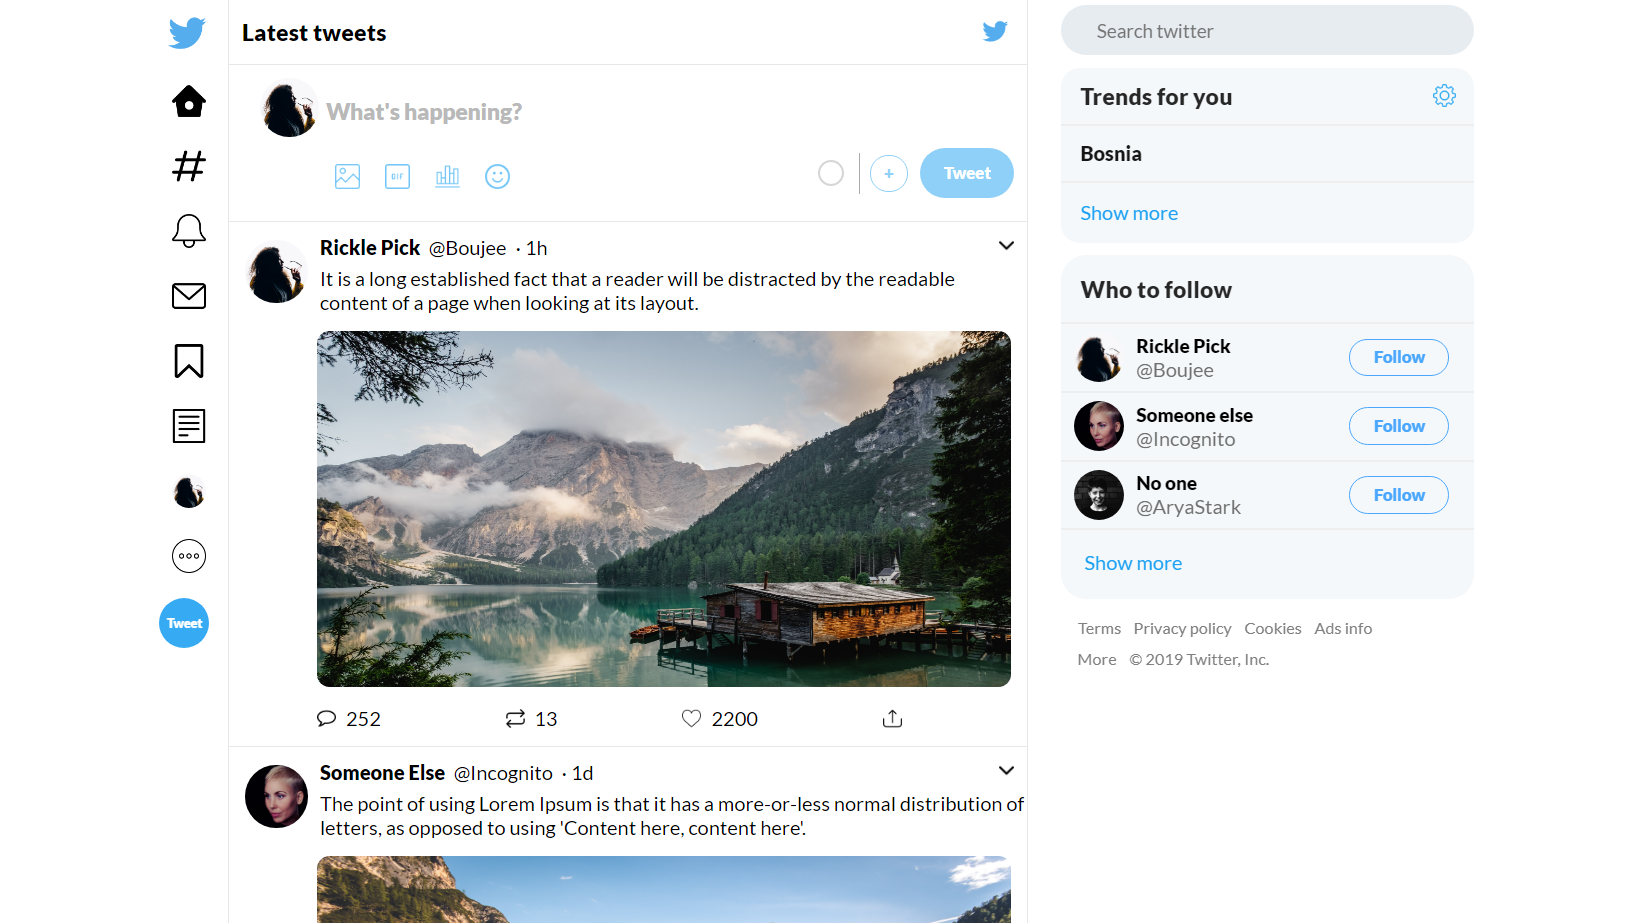 Latest tweets
What's happening?
GIF
+
Tweet
Rickle Pick @Boujee · 1h
It is a long established fact that a reader will be distracted by the readable
content of a page when looking at its layout.
252 13 2200
Someone Else @Incognito · 1d
The point of using Lorem Ipsum is that it has a more-or-less normal distribution of
letters, as opposed to using 'Content here, content here'.
Tweet
Search twitter
Trends for you
Bosnia
Show more
Who to follow
Rickle Pick
@Boujee
Follow
Someone else
@Incognito
Follow
No one
@AryaStark
Follow
Show more
Terms Privacy policy Cookies Ads info
More © 2019 Twitter, Inc.